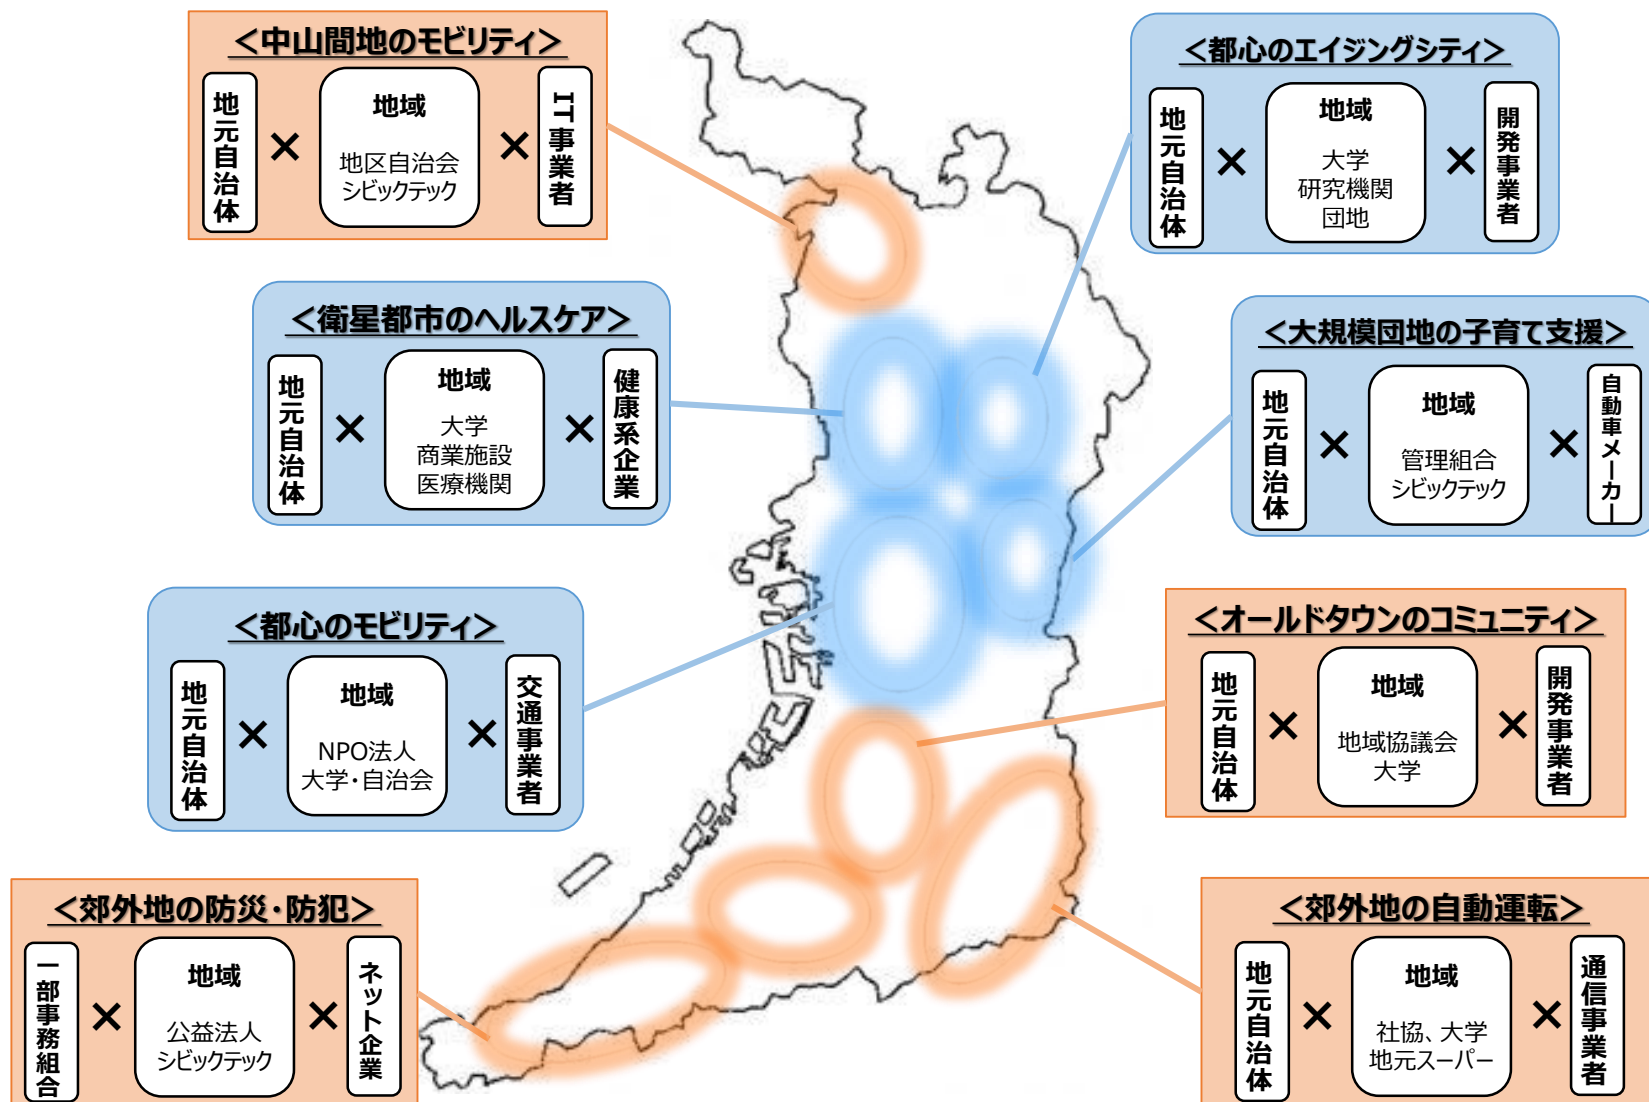 ＜中山間地のモビリティ＞
地元自治体
×
地域
地区自治会
シビックテック
×
IT事業者
＜都心のエイジングシティ＞
地元自治体
×
地域
大学
研究機関
団地
×
開発事業者
＜衛星都市のヘルスケア＞
地元自治体
×
地域
大学
商業施設
医療機関
×
健康系企業
＜大規模団地の子育て支援＞
地元自治体
×
地域
管理組合
シビックテック
×
自動車メーカー
＜都心のモビリティ＞
地元自治体
×
地域
NPO法人
大学・自治会
×
交通事業者
＜オールドタウンのコミュニティ＞
地元自治体
×
地域
地域協議会
大学
×
開発事業者
＜郊外地の防災・防犯＞
一部事務組合
×
地域
公益法人
シビックテック
×
ネット企業
＜郊外地の自動運転＞
地元自治体
×
地域
社協、大学
地元スーパー
×
通信事業者